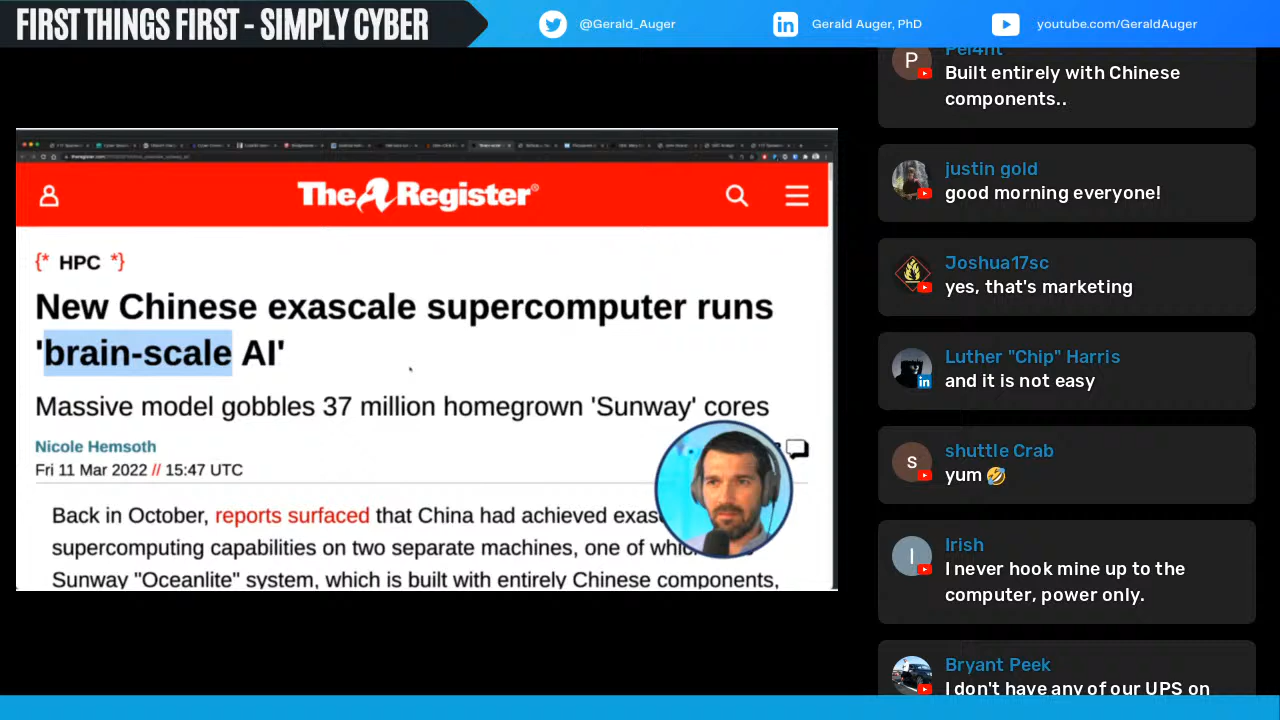 FIRST THINGS FIRST - SIMPLY CYBER
@Gerald_Auger
Gerald Auger, PhD
youtube.com/GeraldAuger
The Register®
{* HPC *}
New Chinese exascale supercomputer runs
'brain-scale AI'
Massive model gobbles 37 million homegrown 'Sunway' cores
Nicole Hemsoth
Fri 11 Mar 2022 // 15:47 UTC
Back in October, reports surfaced that China had achieved
supercomputing capabilities on two separate machines, one of
Sunway "Oceanlite" system, which is built with entirely Chinese components,
P
Pel4nt
Built entirely with Chinese
components..
justin gold
good morning everyone!
Joshua17sc
yes, that's marketing
Luther "Chip" Harris
and it is not easy
s
shuttle Crab
yum 🤣
I
Irish
I never hook mine up to the
computer, power only.
Bryant Peek
I don't have any of our UPS on